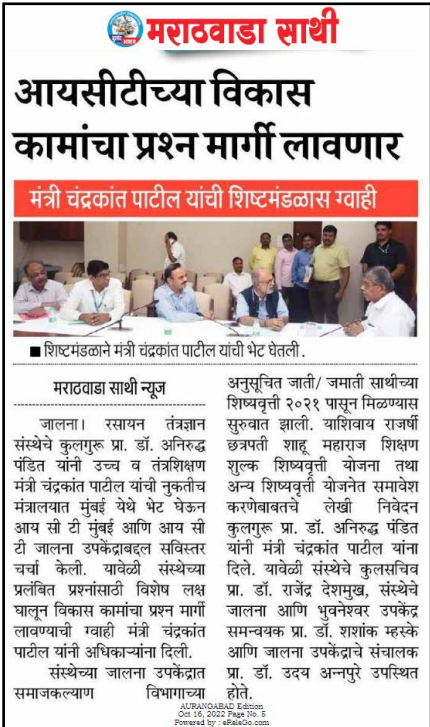 मराठवाडा साथी
आयसीटीच्या विकास
कामांचा प्रश्न मार्गी लावणार
मंत्री चंद्रकांत पाटील यांची शिष्टमंडळास ग्वाही
■ शिष्टमंडळाने मंत्री चंद्रकांत पाटील यांची भेट घेतली .
मराठवाडा साथी न्यूज
जालना। रसायन तंत्रज्ञान
संस्थेचे कुलगुरू प्रा. डॉ. अनिरुद्ध
पंडित यांनी उच्च व तंत्रशिक्षण
मंत्री चंद्रकांत पाटील यांची नुकतीच
मंत्रालयात मुंबई येथे भेट घेऊन
आय सी टी मुंबई आणि आय सी
टी जालना उपकेंद्राबद्दल सविस्तर
चर्चा केली. यावेळी संस्थेच्या
प्रलंबित प्रश्नांसाठी विशेष लक्ष
घालून विकास कामांचा प्रश्न मार्गी
लावण्याची ग्वाही मंत्री चंद्रकांत
पाटील यांनी अधिकाऱ्यांना दिली.
संस्थेच्या जालना उपकेंद्रात
समाजकल्याण विभागाच्या
अनुसूचित जाती/ जमाती साथीच्या
शिष्यवृत्ती २०२१ पासून मिळण्यास
सुरुवात झाली. याशिवाय राजर्षी
छत्रपती शाहू महाराज शिक्षण
शुल्क शिष्यवृत्ती योजना तथा
अन्य शिष्यवृत्ती योजनेत समावेश
करणेबाबतचे लेखी निवेदन
कुलगुरू प्रा. डॉ. अनिरुद्ध पंडित
यांनी मंत्री चंद्रकांत पाटील यांना
दिले. यावेळी संस्थेचे कुलसचिव
प्रा. डॉ. राजेंद्र देशमुख, संस्थेचे
जालना आणि भुवनेश्वर उपकेंद्र
समन्वयक प्रा. डॉ. शशांक म्हस्के
आणि जालना उपकेंद्राचे संचालक
प्रा. डॉ. उदय अन्नपुरे उपस्थित
होते.
AURANGABAD Edition
Oct 16, 2022 Page No. 5
Powered by : eReleGo.com